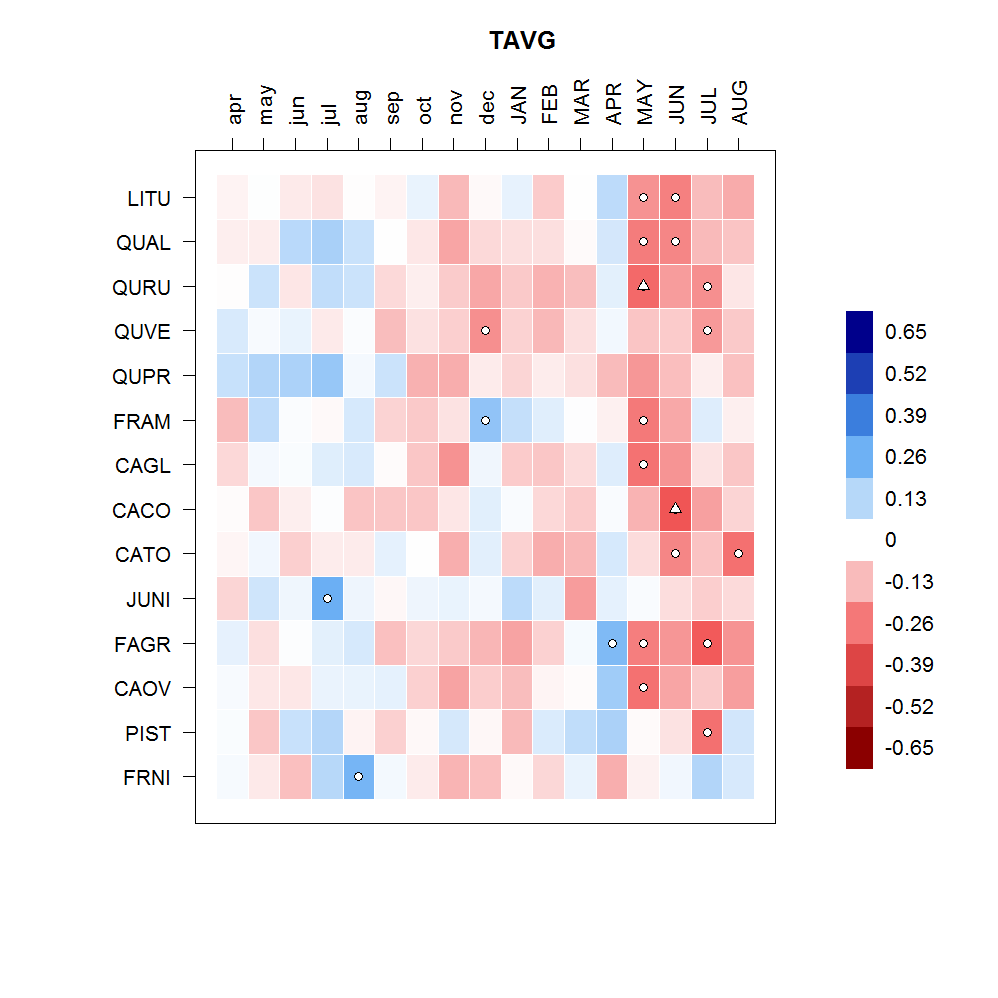 TAVG
apr may jun jul aug sep oct nov dec JAN FEB MAR APR MAY JUN JUL AUG
LITU
QUAL
QURU
QUVE
QUPR
FRAM
CAGL
CACO
CATO
JUNI
FAGR
CAOV
PIST
FRNI
0.65
0.52
0.39
0.26
0.13
0
-0.13
-0.26
-0.39
-0.52
-0.65